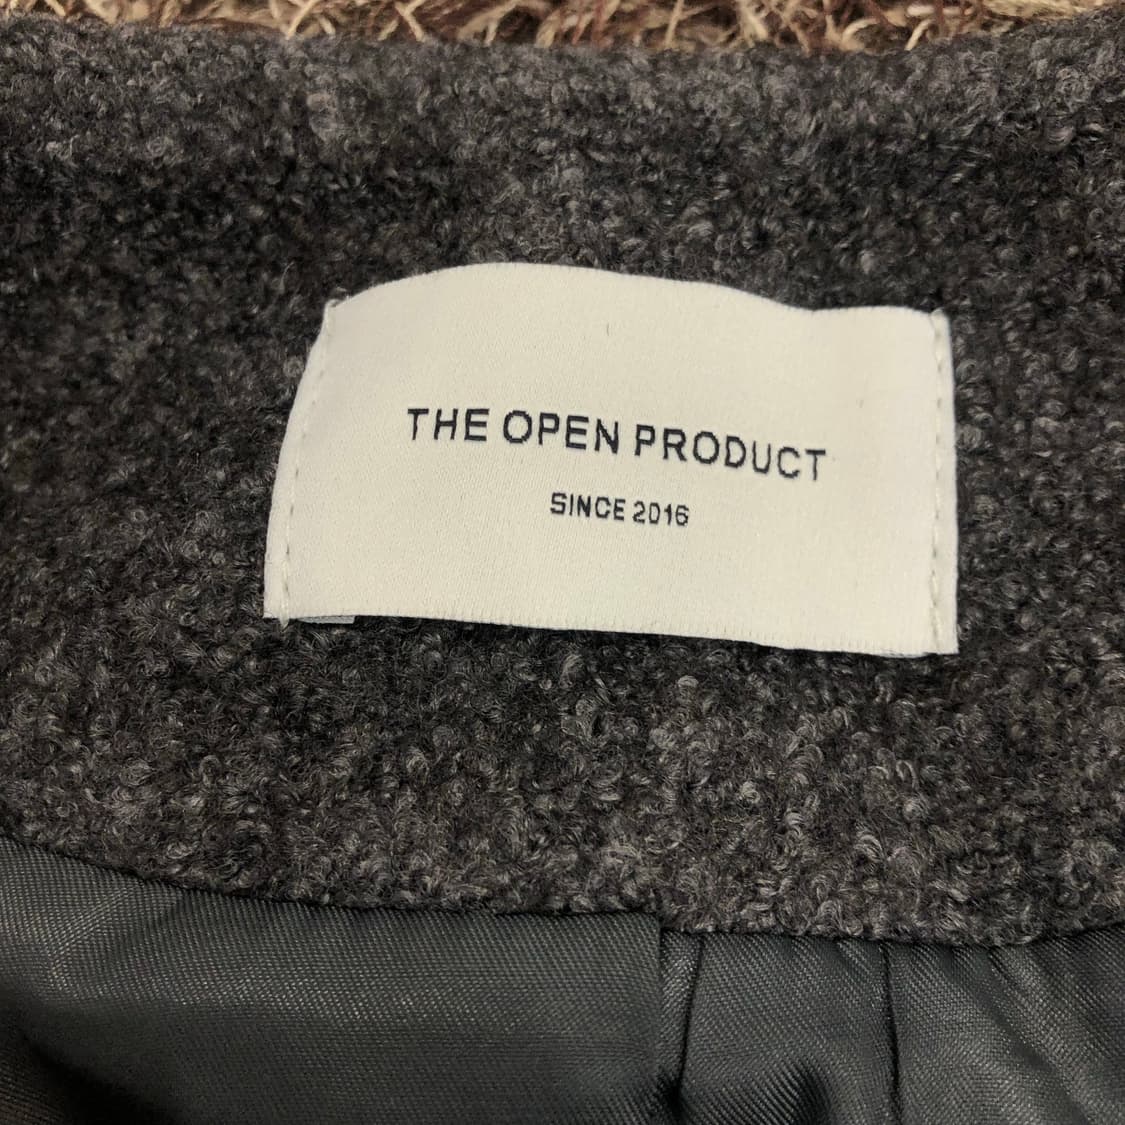 THE OPEN PRODUCT
SINCE 2016